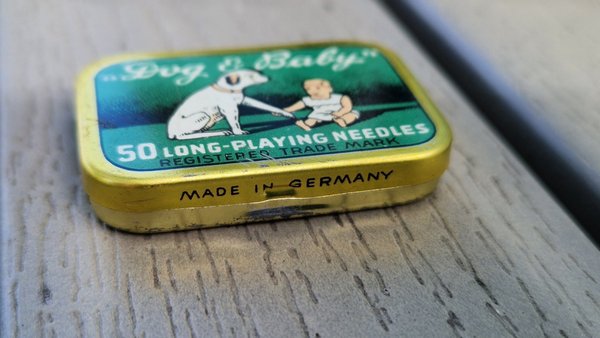 "Dog & Baby"
50 LONG-PLAYING NEEDLES
REGISTERED TRADE MARK
MADE IN GERMANY